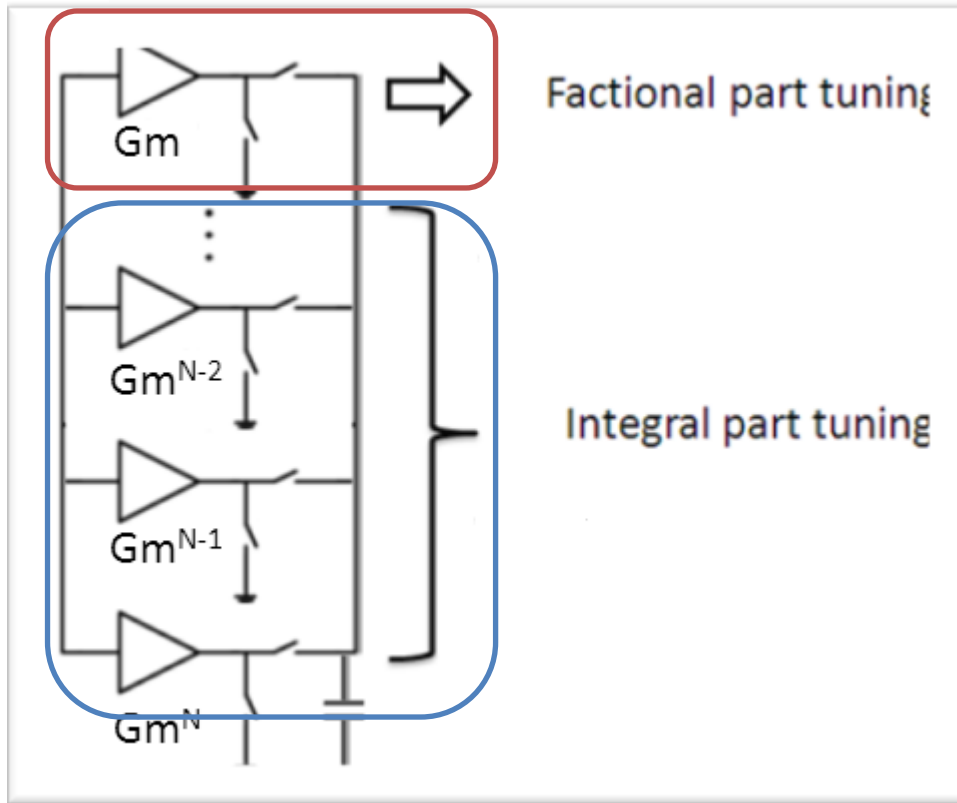 Factional part tuning
Gm
Gm^N-2
Integral part tuning
Gm^N-1
Gm^N